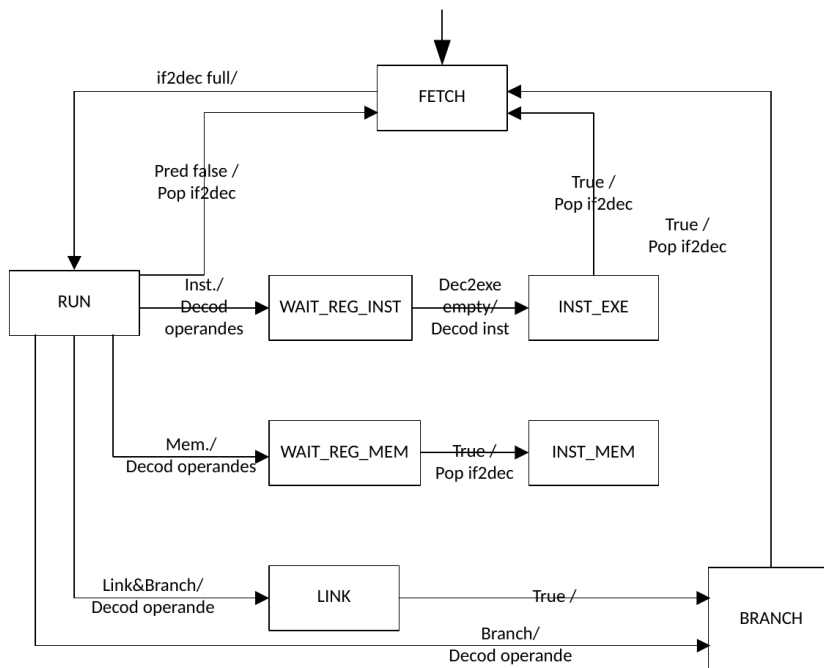 if2dec full/
FETCH
Pred false /
Pop if2dec
True /
Pop if2dec
True /
Pop if2dec
RUN
Inst./
Decod
operandes
WAIT_REG_INST
Dec2exe
empty/
Decod inst
INST_EXE
Mem./
Decod operandes
WAIT_REG_MEM
True /
Pop if2dec
INST_MEM
Link&Branch/
Decod operande
LINK
True /
BRANCH
Branch/
Decod operande